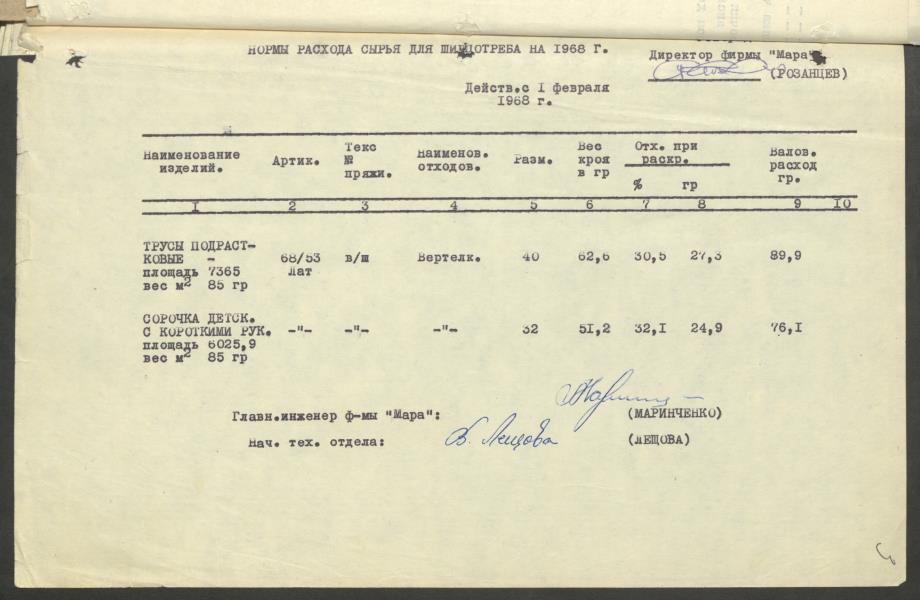 НОРМЫ РАСХОДА СЫРЬЯ ДЛЯ ШИРПОТРЕБА НА 1968 Г.
Директор фирмы "Мара"
(РОЗАНЦЕВ)
Действ.с I февраля
1968 г.
Наименование изделий. Артик. Текс № пряжи. Наименов. отходов. Разм. Вес кроя в гр Отх. при раскр. % гр Валов. расход гр.
I 2 3 4 5 6 7 8 9 IO
ТРУСЫ ПОДРАСТ-
КОВЫЕ - 68/53 в/ш Вертелк. 40 62,6 30,5 27,3 89,9
площадь 7365 Лат
вес м2 85 гр
СОРОЧКА ДЕТСК.
С КОРОТКИМИ РУК. -"- -"- -"- 32 51,2 32,I 24,9 76,I
площадь 6025,9
вес м2 85 гр
Главн.инженер ф-мы "Мара": (МАРИНЧЕНКО)
Нач. тех. отдела: В. Лещова (ЛЕЩОВА)